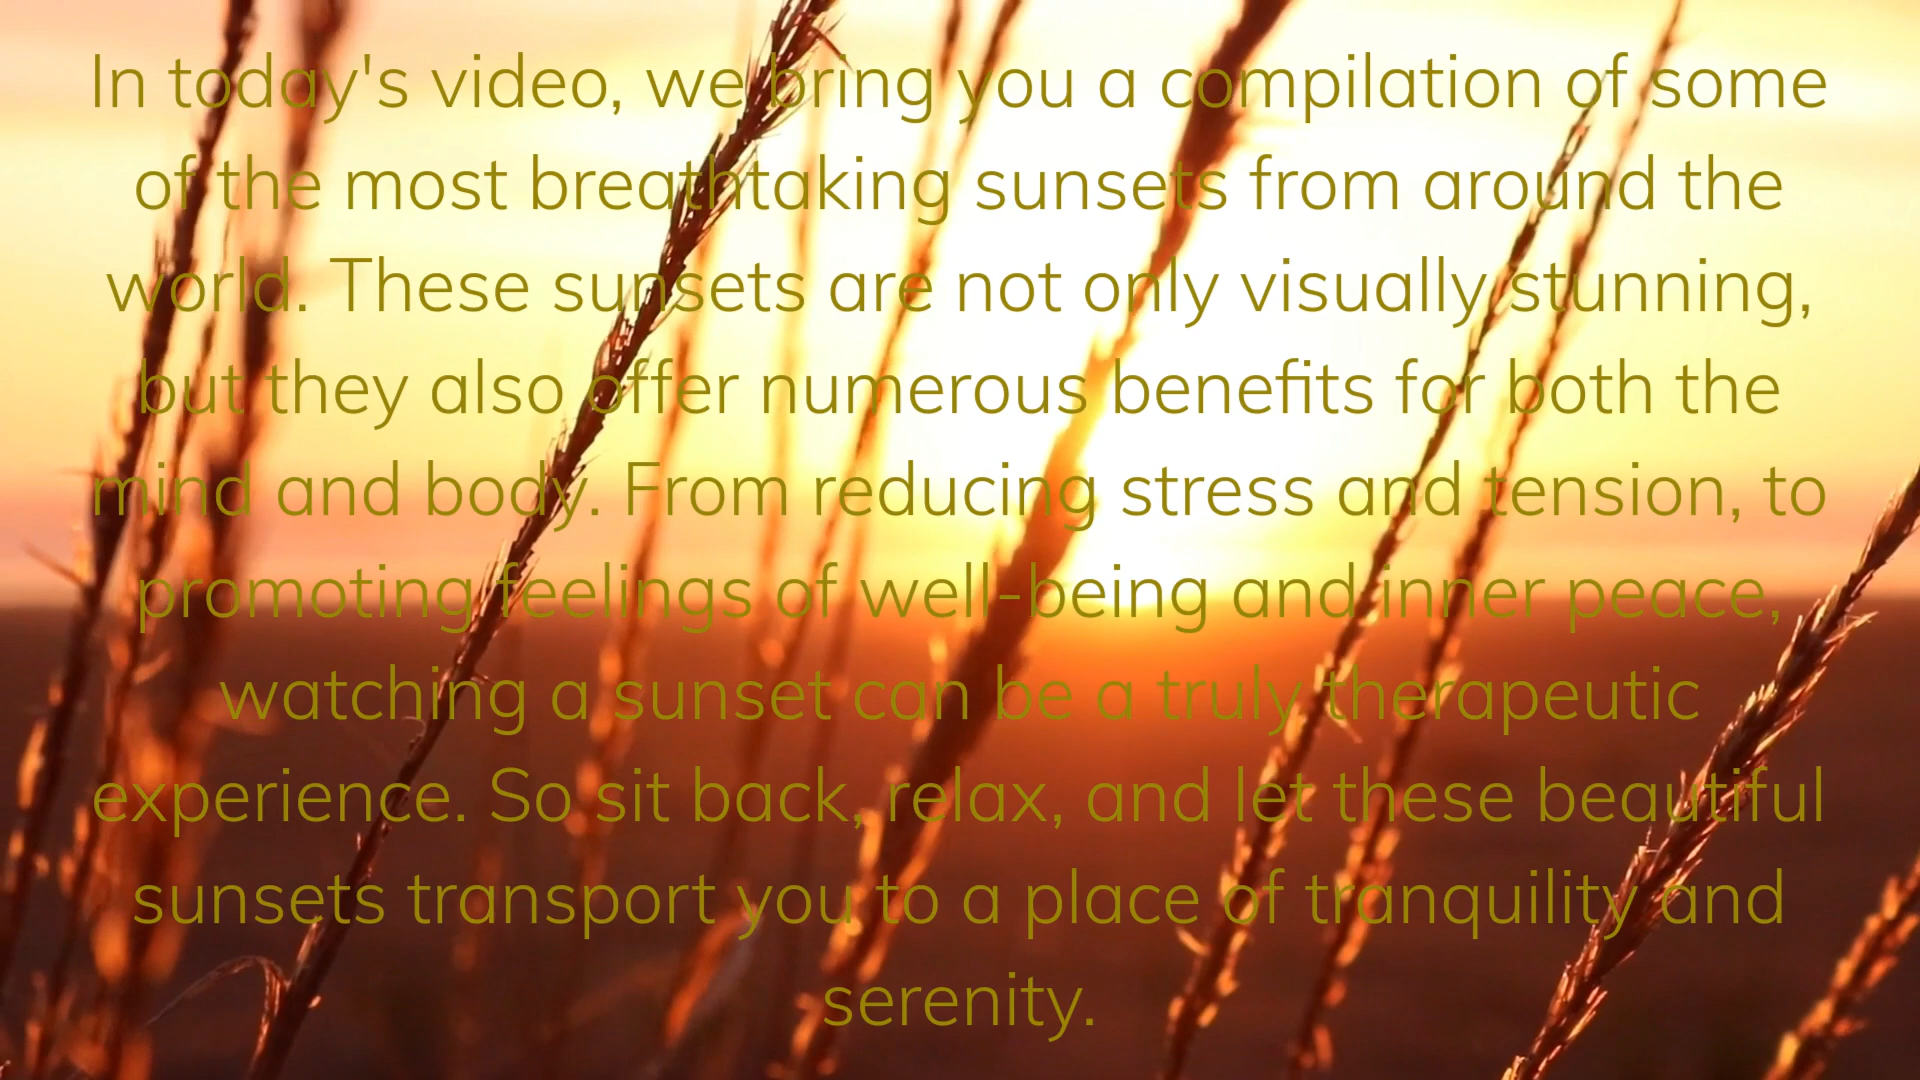 In today's video, we bring you a compilation of some
of the most breathtaking sunsets from around the
world. These sunsets are not only visually stunning,
but they also offer numerous benefits for both the
mind and body. From reducing stress and tension, to
promoting feelings of well-being and inner peace,
watching a sunset can be a truly therapeutic
experience. So sit back, relax, and let these beautiful
sunsets transport you to a place of tranquility and
serenity.